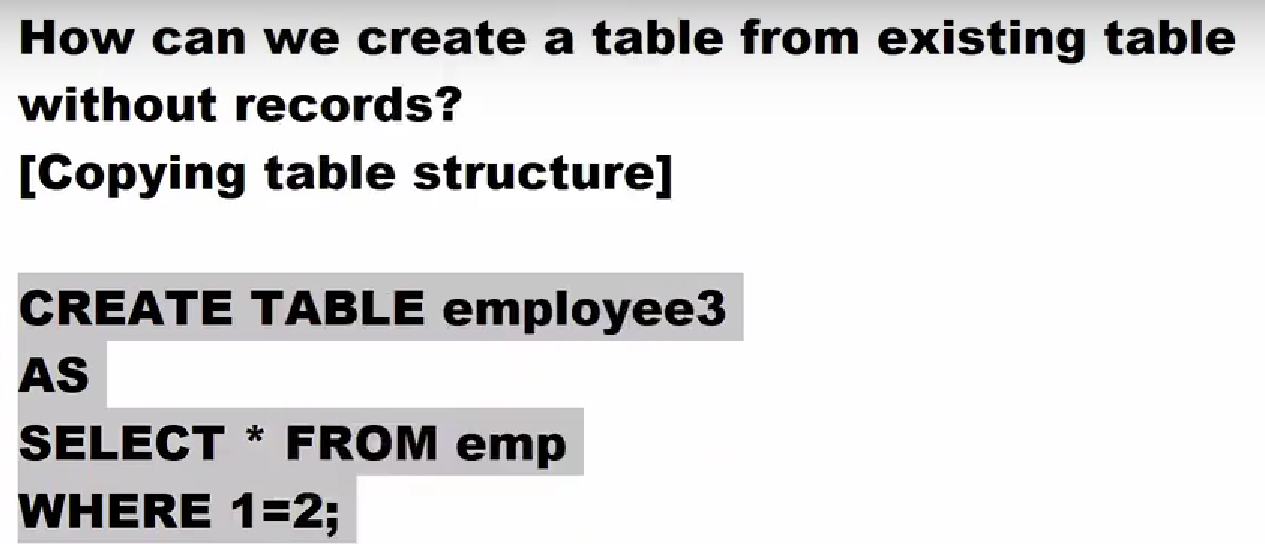 How can we create a table from existing table
without records?
[Copying table structure]
CREATE TABLE employee3
AS
SELECT * FROM emp
WHERE 1=2;